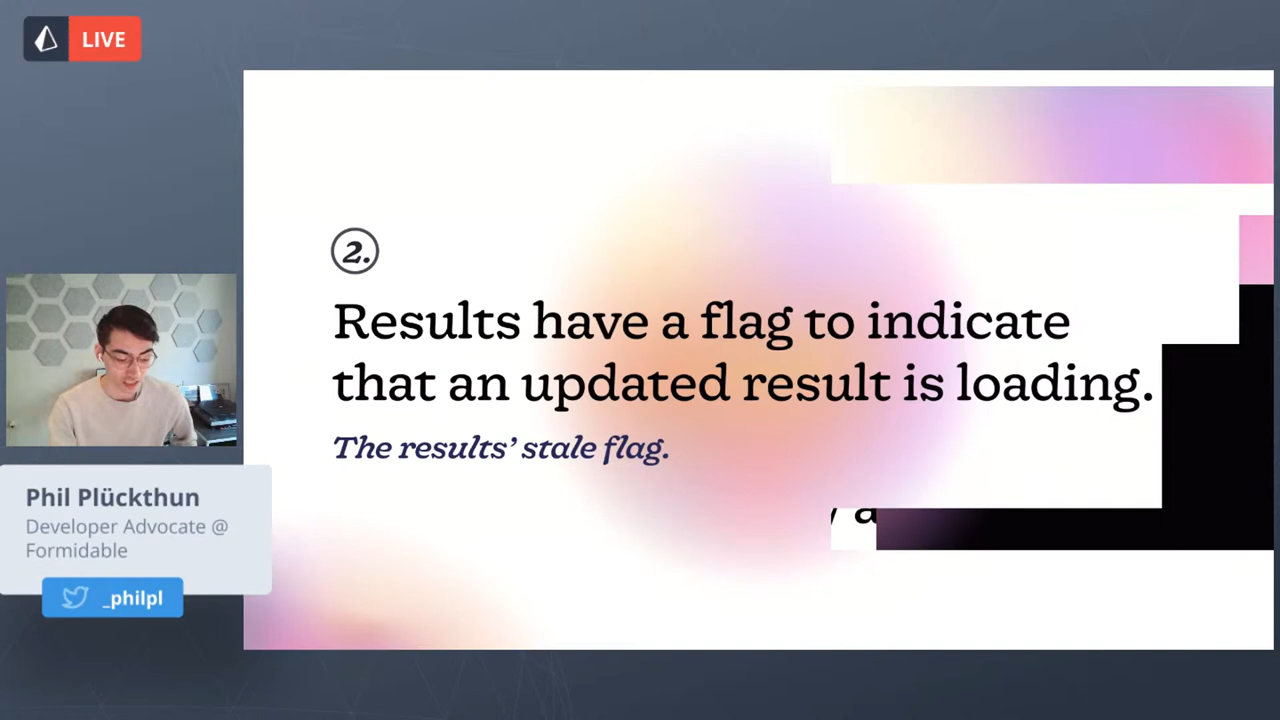 LIVE
2.
Results have a flag to indicate
that an updated result is loading.
The results’ stale flag.
Phil Plückthun
Developer Advocate @
Formidable
_philpl